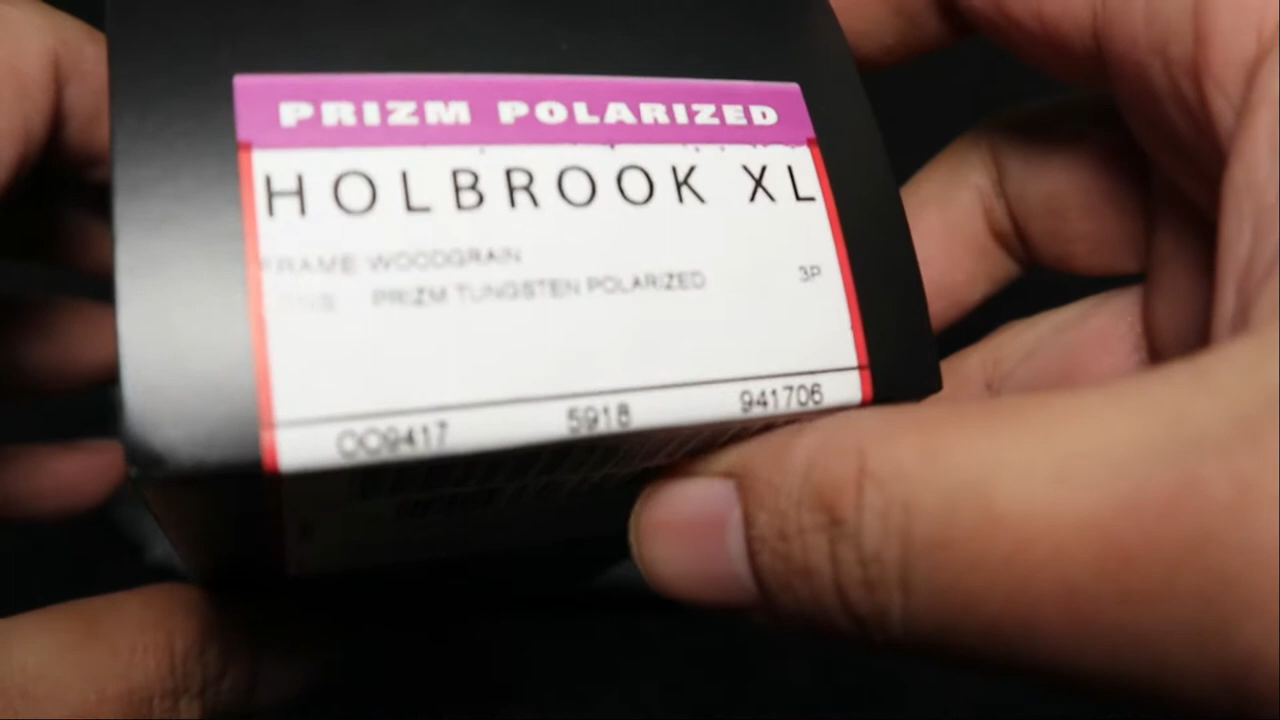 PRIZM POLARIZED
HOLBROOK XL
FRAME WOODGRAIN
PRIZM TUNGSTEN POLARIZED 3P
OO9417 5918 941706